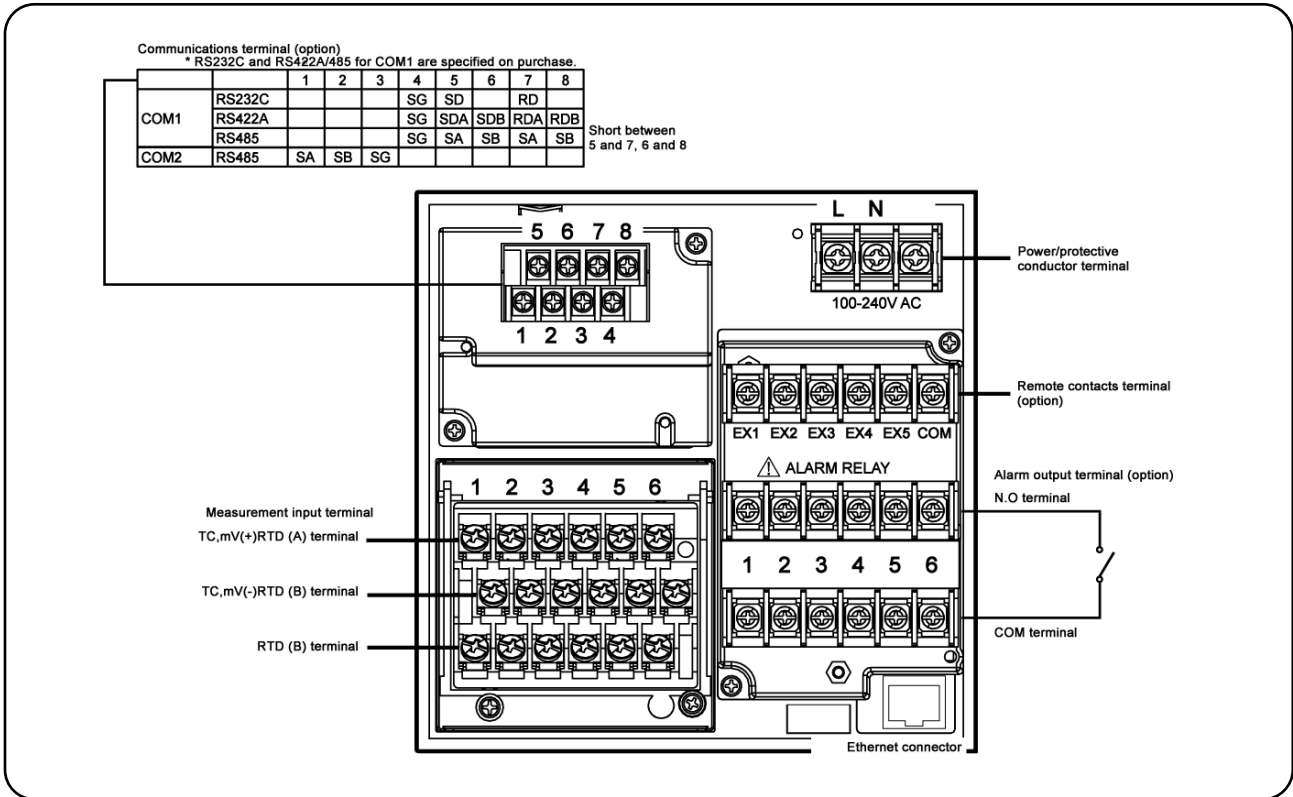 Communications terminal (option)
* RS232C and RS422A/485 for COM1 are specified on purchase.
1 2 3 4 5 6 7 8
COM1 RS232C SG SD RD
RS422A SG SDA SDB RDA RDB
RS485 SG SA SB SA SB
COM2 RS485 SA SB SG
Short between
5 and 7, 6 and 8
L N
100-240V AC
Power/protective
conductor terminal
5 6 7 8
1 2 3 4
EX1 EX2 EX3 EX4 EX5 COM
Remote contacts terminal
(option)
ALARM RELAY
Alarm output terminal (option)
N.O terminal
1 2 3 4 5 6
COM terminal
1 2 3 4 5 6
Measurement input terminal
TC,mV(+)RTD (A) terminal
TC,mV(-)RTD (B) terminal
RTD (B) terminal
Ethernet connector